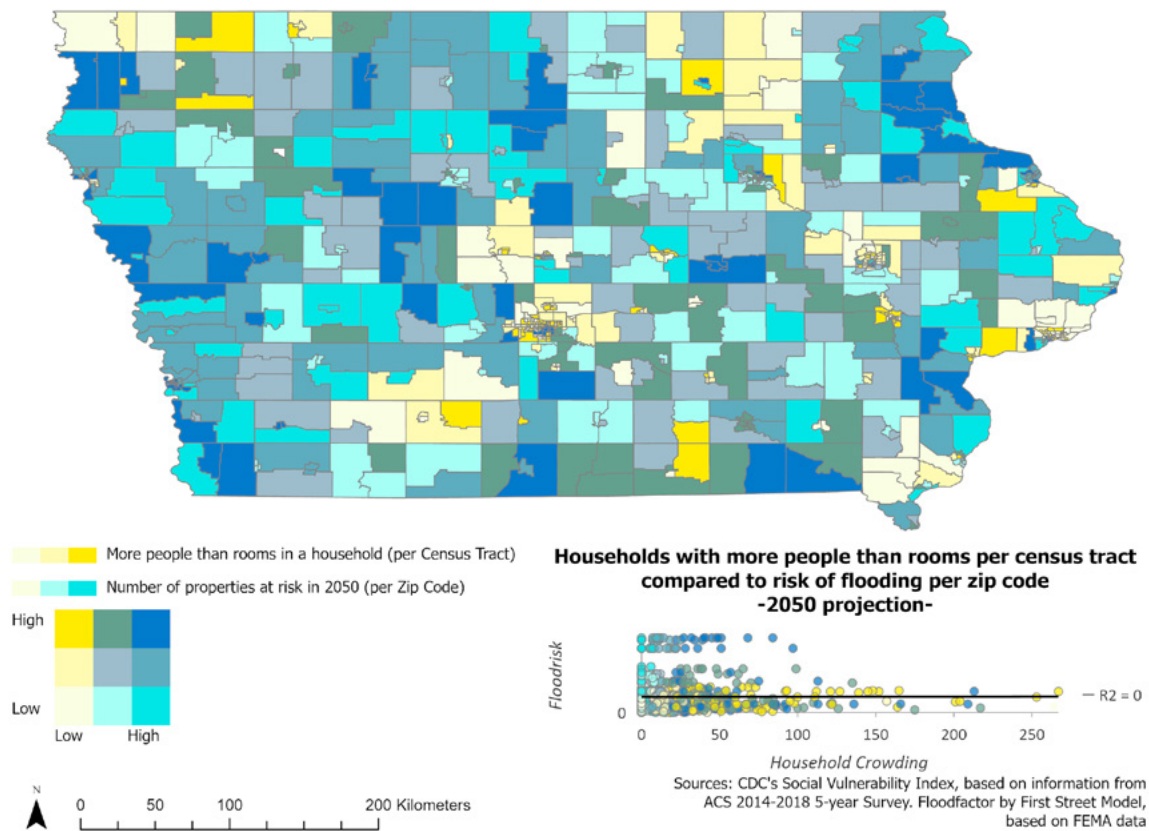 More people than rooms in a household (per Census Tract)
Number of properties at risk in 2050 (per Zip Code)
High
Low
Low High
N
0 50 100 200 Kilometers
Households with more people than rooms per census tract
compared to risk of flooding per zip code
-2050 projection-
Floodrisk
0
R2 = 0
0 50 100 150 200 250
Household Crowding
Sources: CDC's Social Vulnerability Index, based on information from
ACS 2014-2018 5-year Survey. Floodfactor by First Street Model,
based on FEMA data